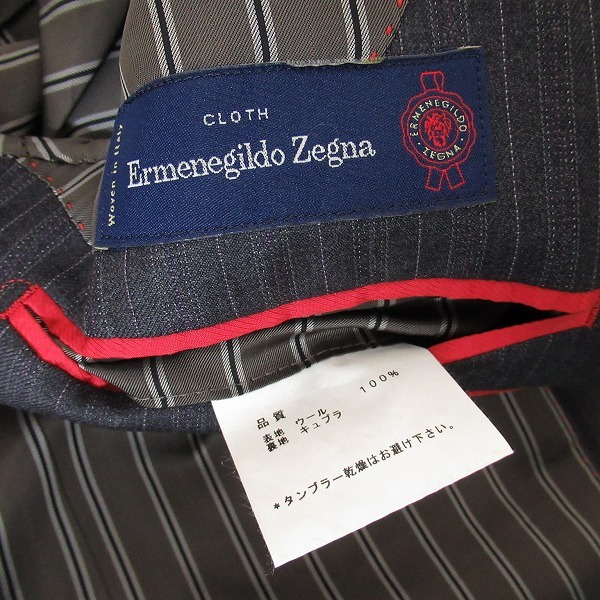 CLOTH
Ermenegildo Zegna
Woven in Italy
ERMENEGILDO
ZEGNA
品質
表地 ウール 100%
裏地 キュプラ
*タンブラー乾燥はお避け下さい。